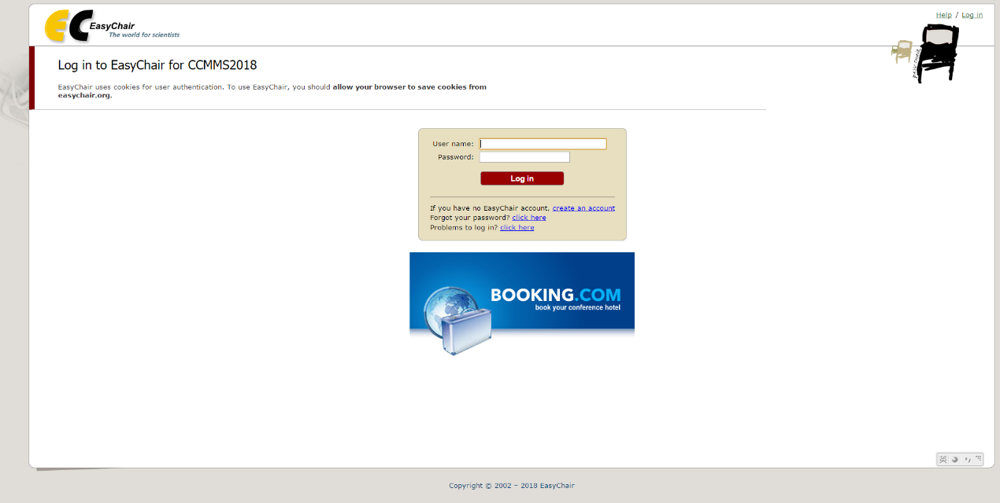 Help / Log in
EasyChair
The world for scientists
easy chair
Log in to EasyChair for CCMMS2018
EasyChair uses cookies for user authentication. To use EasyChair, you should allow your browser to save cookies from
easychair.org.
User name:
Password:
Log in
If you have no EasyChair account, create an account
Forgot your password? click here
Problems to log in? click here
BOOKING.COM
book your conference hotel
英
Copyright © 2002 – 2018 EasyChair